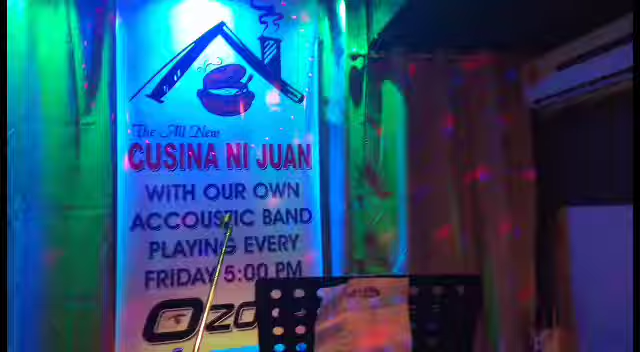 The All New
CUSINA NI JUAN
WITH OUR OWN
ACCOUSTIC BAND
PLAYING EVERY
FRIDAY 5:00 PM